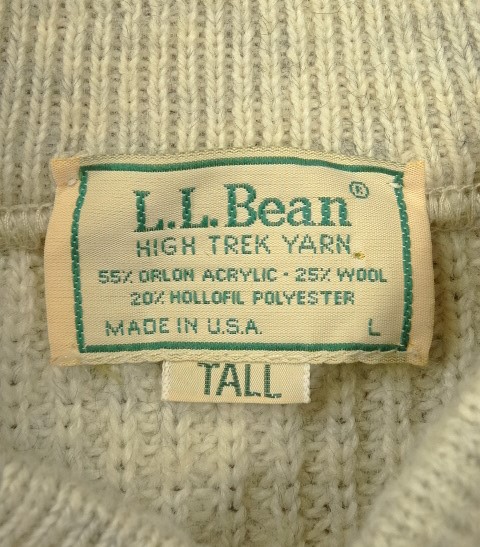 L.L.Bean®
HIGH TREK YARN
55% ORLON ACRYLIC · 25% WOOL
20% HOLLOFIL POLYESTER
MADE IN U.S.A. L
TALL